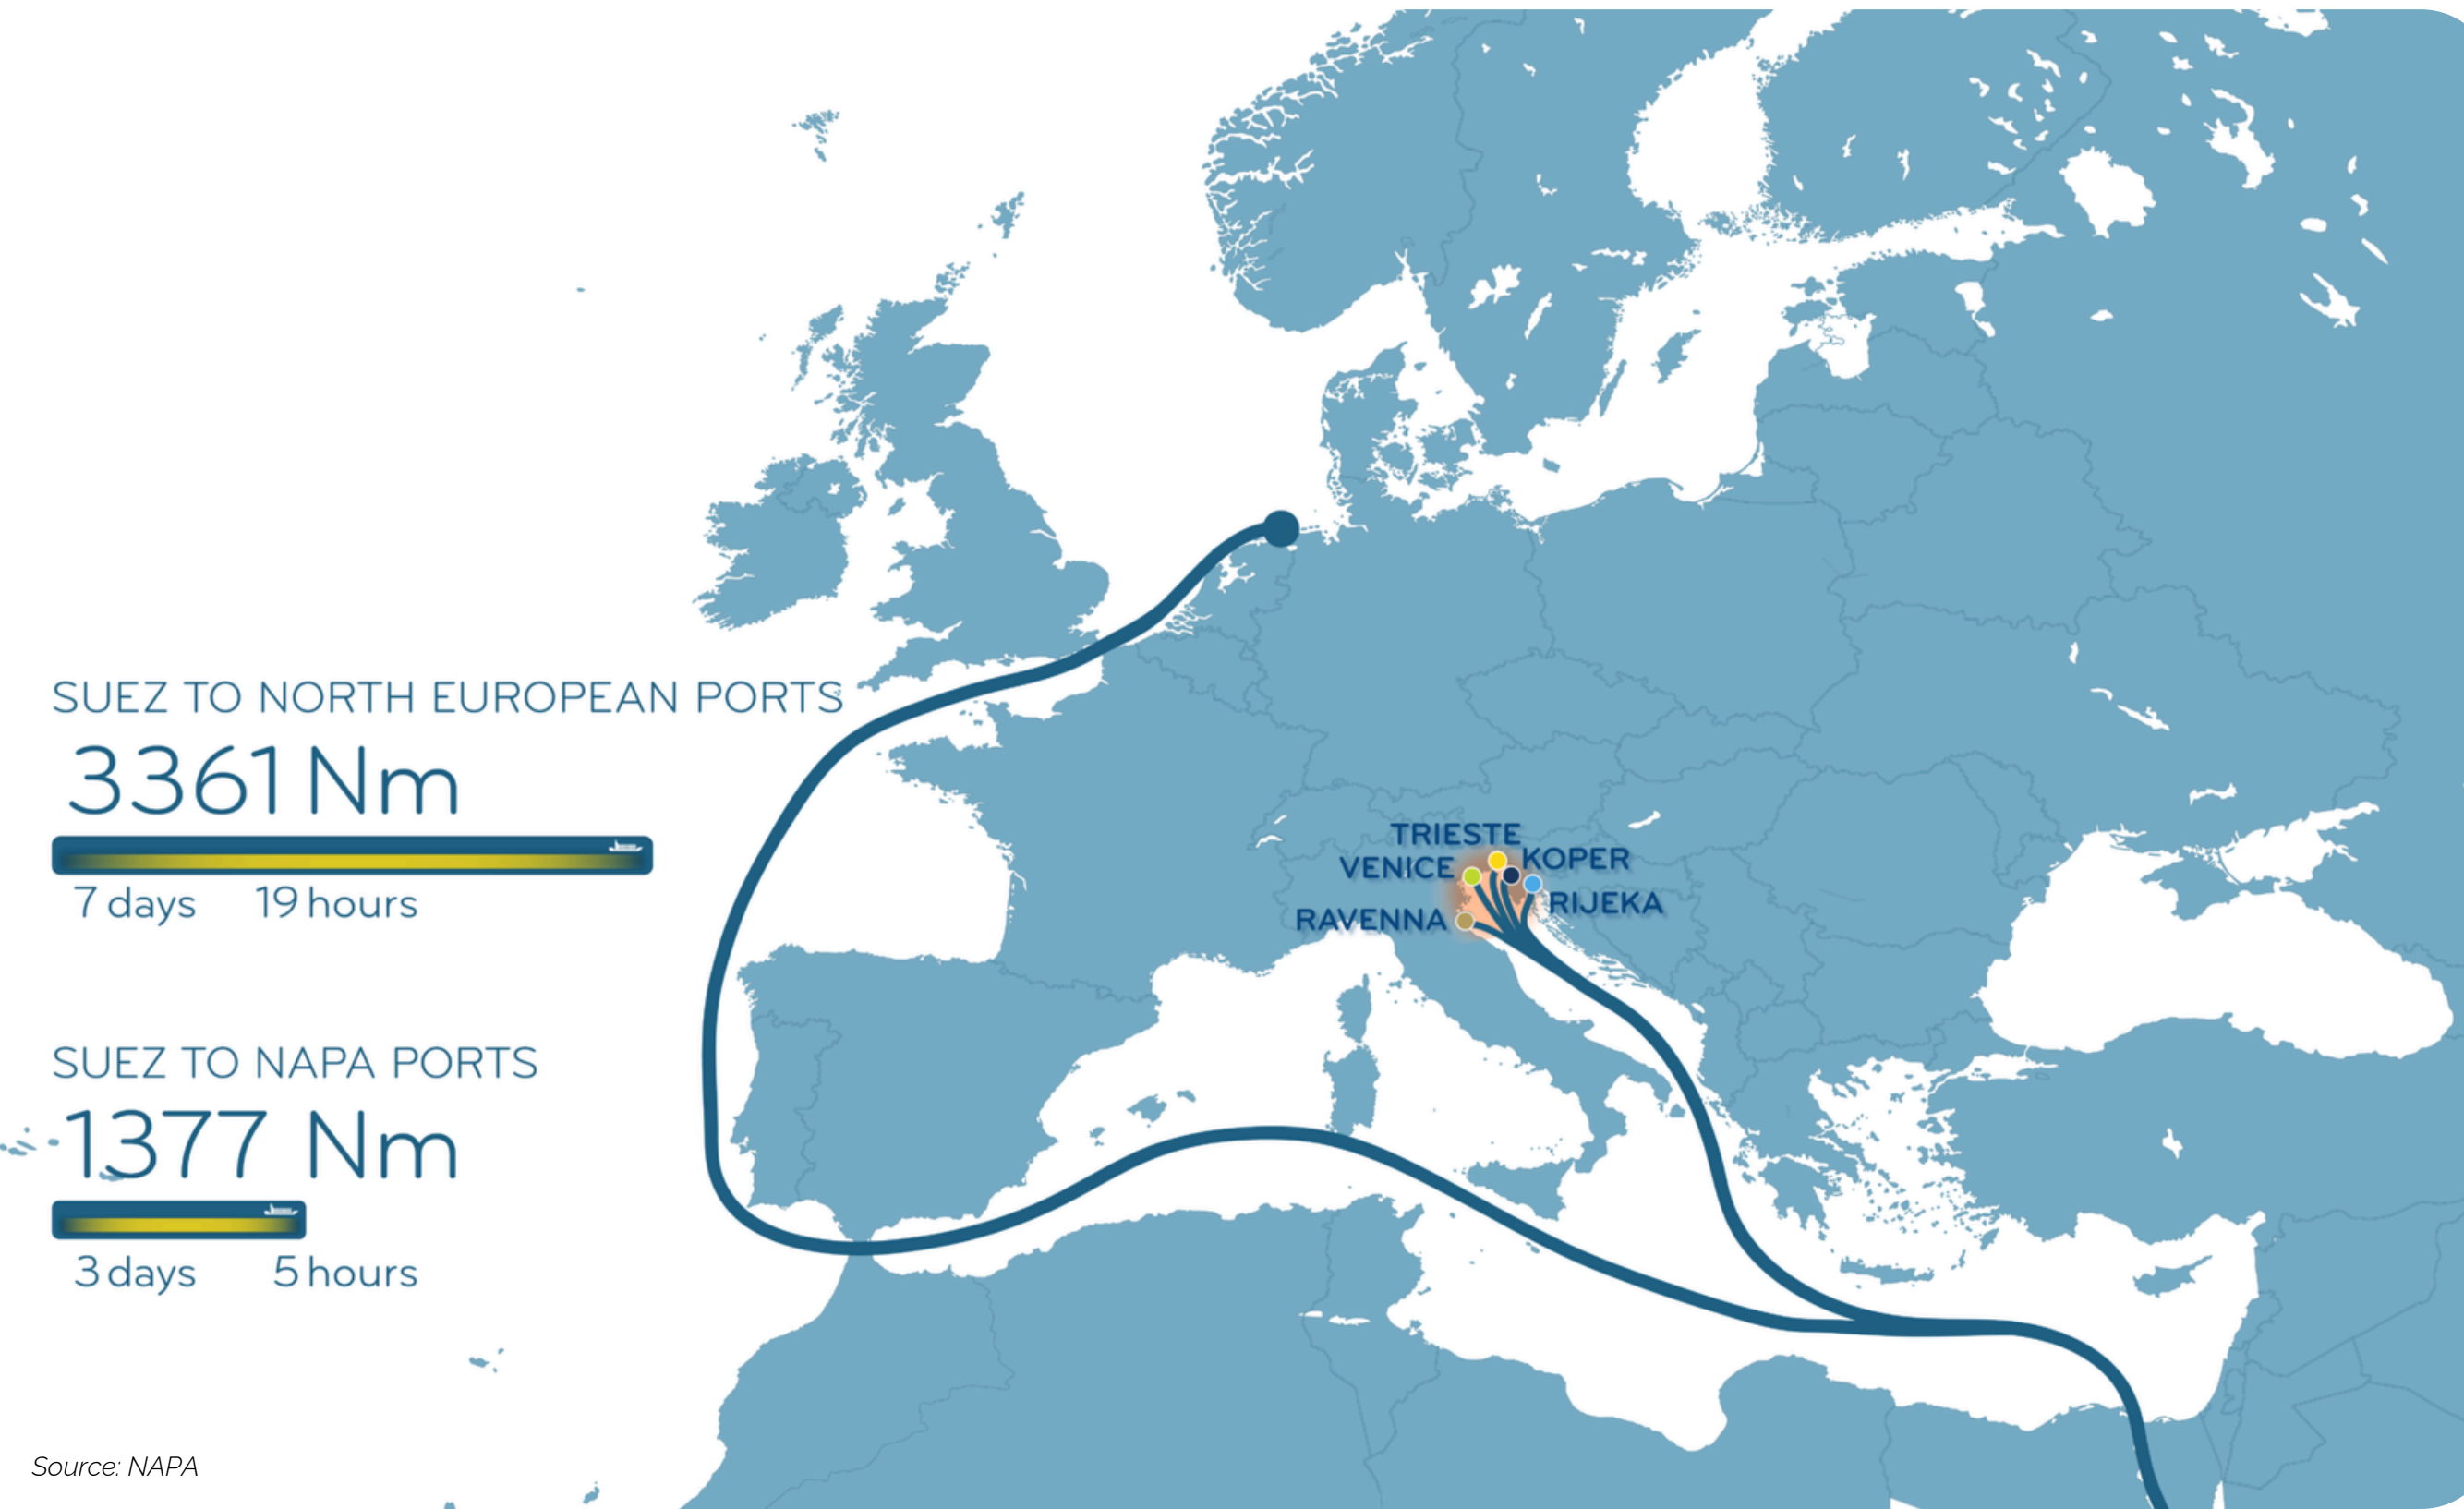 SUEZ TO NORTH EUROPEAN PORTS
3361 Nm
7 days 19 hours
SUEZ TO NAPA PORTS
1377 Nm
3 days 5 hours
TRIESTE
VENICE
KOPER
RIJEKA
RAVENNA
Source: NAPA